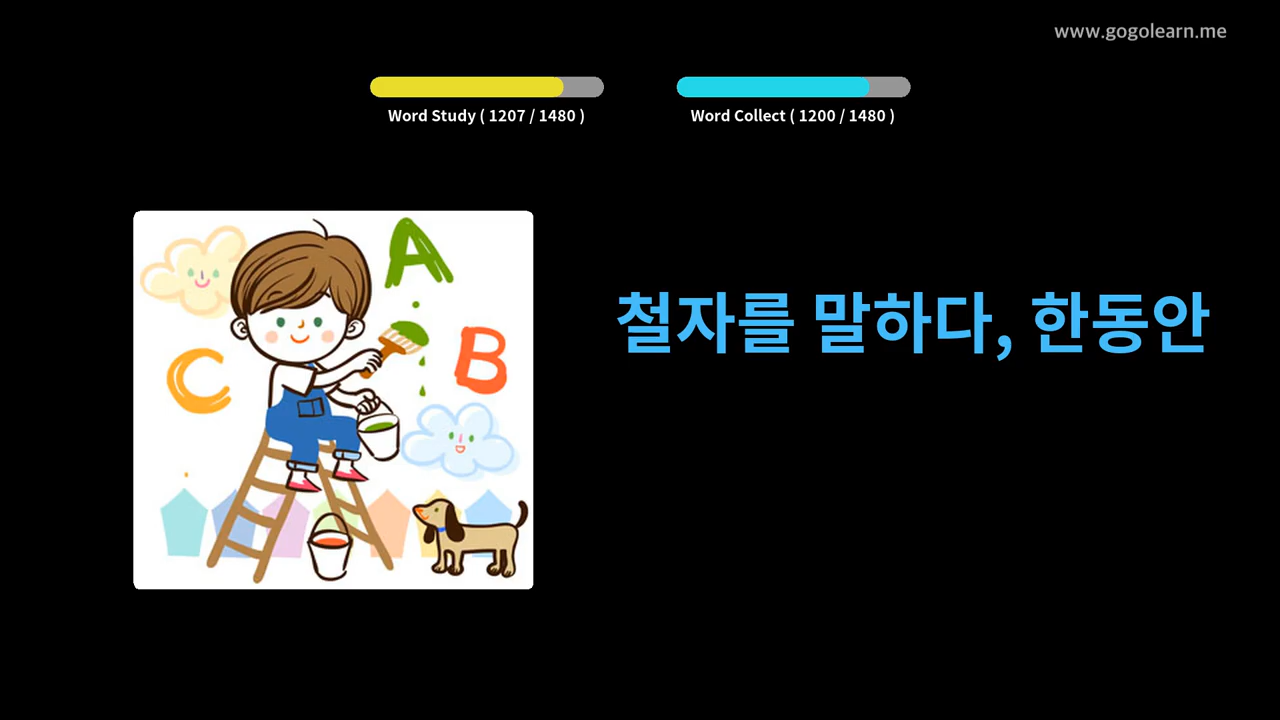 www.gogolearn.me
Word Study ( 1207 / 1480 )
Word Collect ( 1200 / 1480 )
A
B
C
철자를 말하다, 한동안